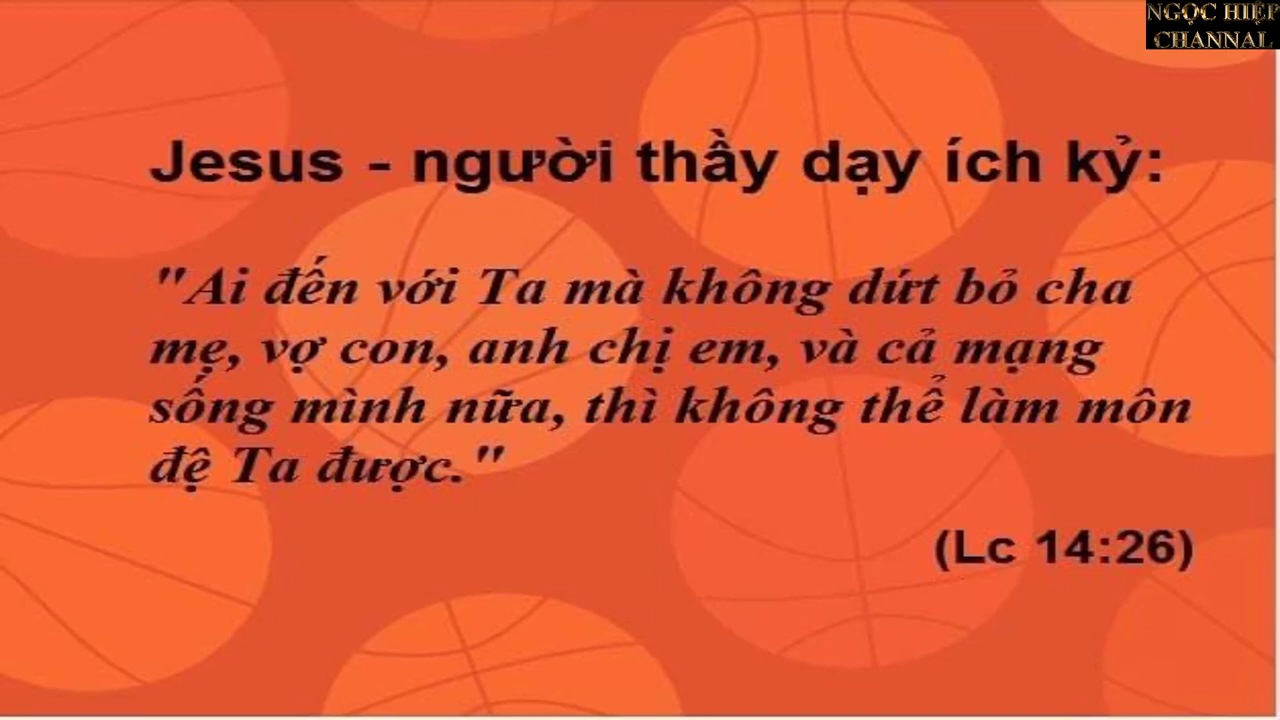 NGỌC HIỆP
CHANNAL
Jesus - người thầy dạy ích kỷ:
"Ai đến với Ta mà không dứt bỏ cha
mẹ, vợ con, anh chị em, và cả mạng
sống mình nữa, thì không thể làm môn
đệ Ta được."
(Lc 14:26)